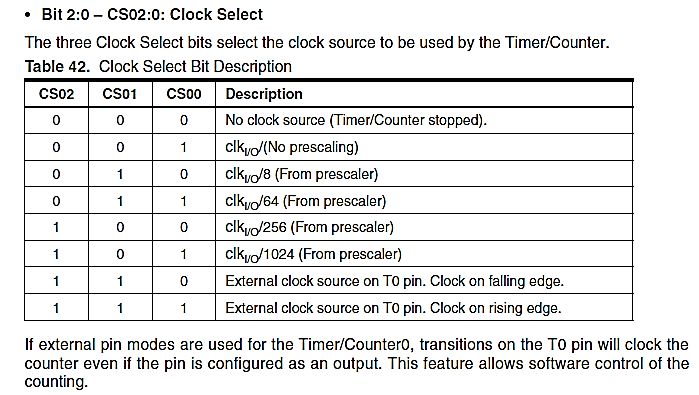 • Bit 2:0 – CS02:0: Clock Select
The three Clock Select bits select the clock source to be used by the Timer/Counter.
Table 42. Clock Select Bit Description
CS02 CS01 CS00 Description
0 0 0 No clock source (Timer/Counter stopped).
0 0 1 clkI/O/(No prescaling)
0 1 0 clkI/O/8 (From prescaler)
0 1 1 clkI/O/64 (From prescaler)
1 0 0 clkI/O/256 (From prescaler)
1 0 1 clkI/O/1024 (From prescaler)
1 1 0 External clock source on T0 pin. Clock on falling edge.
1 1 1 External clock source on T0 pin. Clock on rising edge.
If external pin modes are used for the Timer/Counter0, transitions on the T0 pin will clock the
counter even if the pin is configured as an output. This feature allows software control of the
counting.